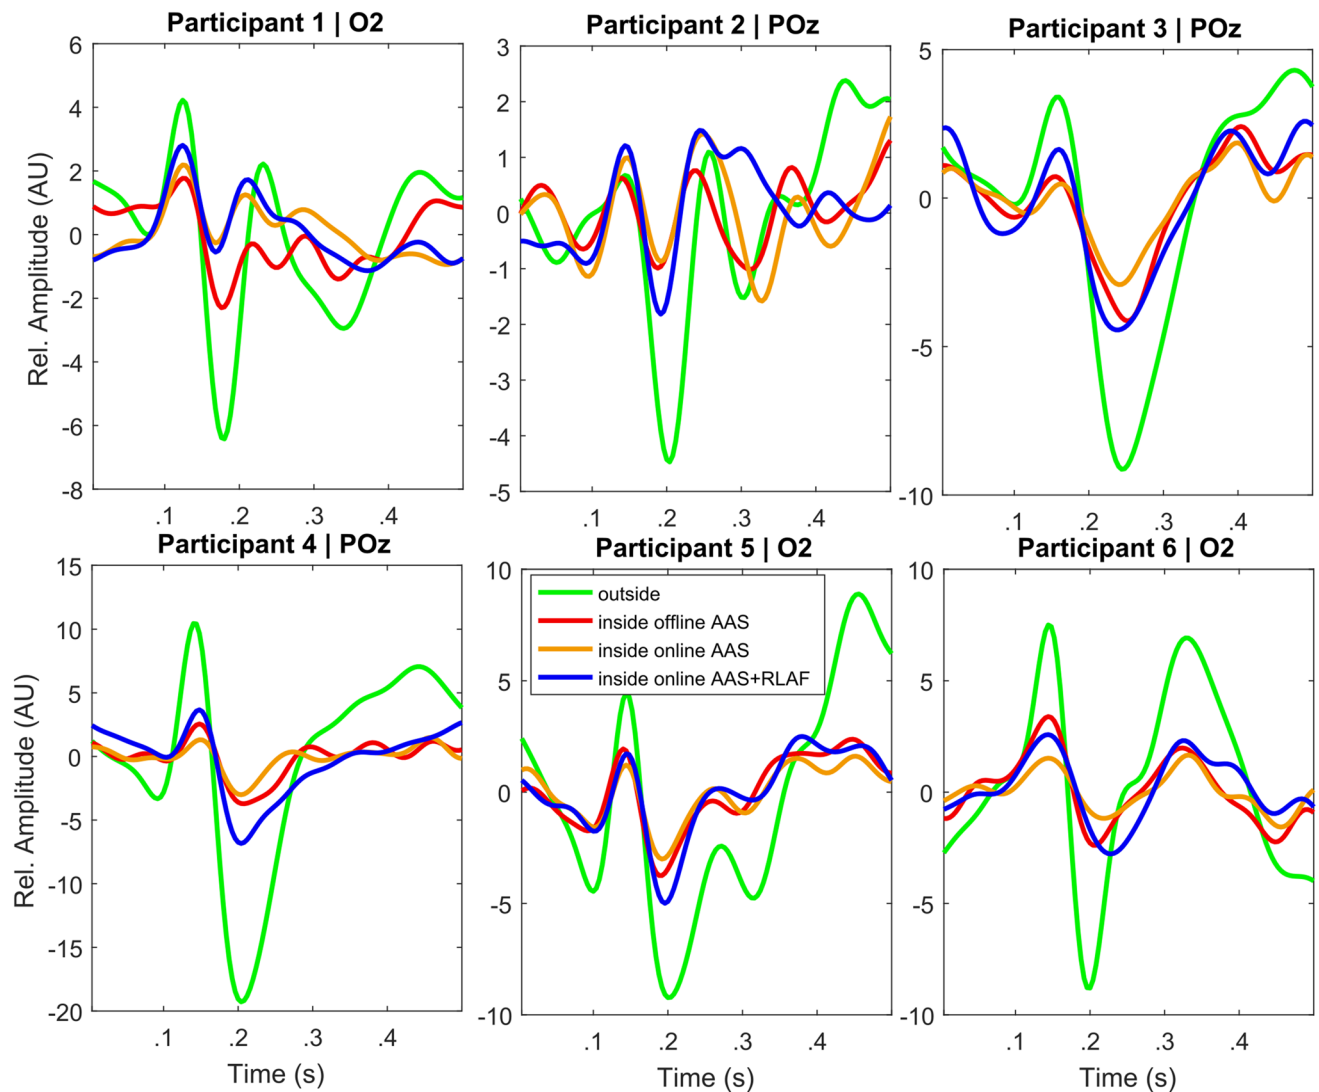 Participant 1 | O2
Participant 2 | POz
Participant 3 | POz
6
4
2
0
-2
-4
-6
-8
Rel. Amplitude (AU)
.1 .2 .3 .4
3
2
1
0
-1
-2
-3
-4
-5
.1 .2 .3 .4
5
0
-5
-10
.1 .2 .3 .4
Participant 4 | POz
Participant 5 | O2
Participant 6 | O2
15
10
5
0
-5
-10
-15
-20
Rel. Amplitude (AU)
.1 .2 .3 .4
Time (s)
10
5
0
-5
-10
outside
inside offline AAS
inside online AAS
inside online AAS+RLAF
.1 .2 .3 .4
Time (s)
10
5
0
-5
-10
.1 .2 .3 .4
Time (s)